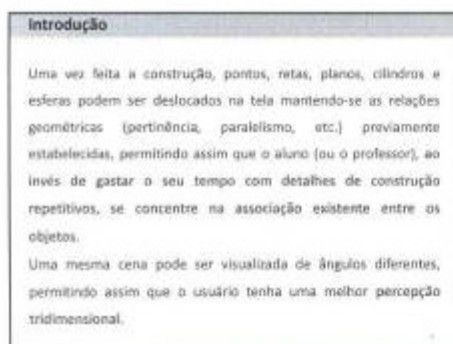 Introdução
Uma vez feita a construção, pontos, retas, planos, cilindros e
esferas podem ser deslocados na tela mantendo-se as relações
geométricas (pertinência, paralelismo, etc.) previamente
estabelecidas, permitindo assim que o aluno (ou o professor), ao
invés de gastar o seu tempo com detalhes de construção
repetitivos, se concentre na associação existente entre os
objetos.
Uma mesma cena pode ser visualizada de ângulos diferentes,
permitindo assim que o usuário tenha uma melhor percepção
tridimensional.